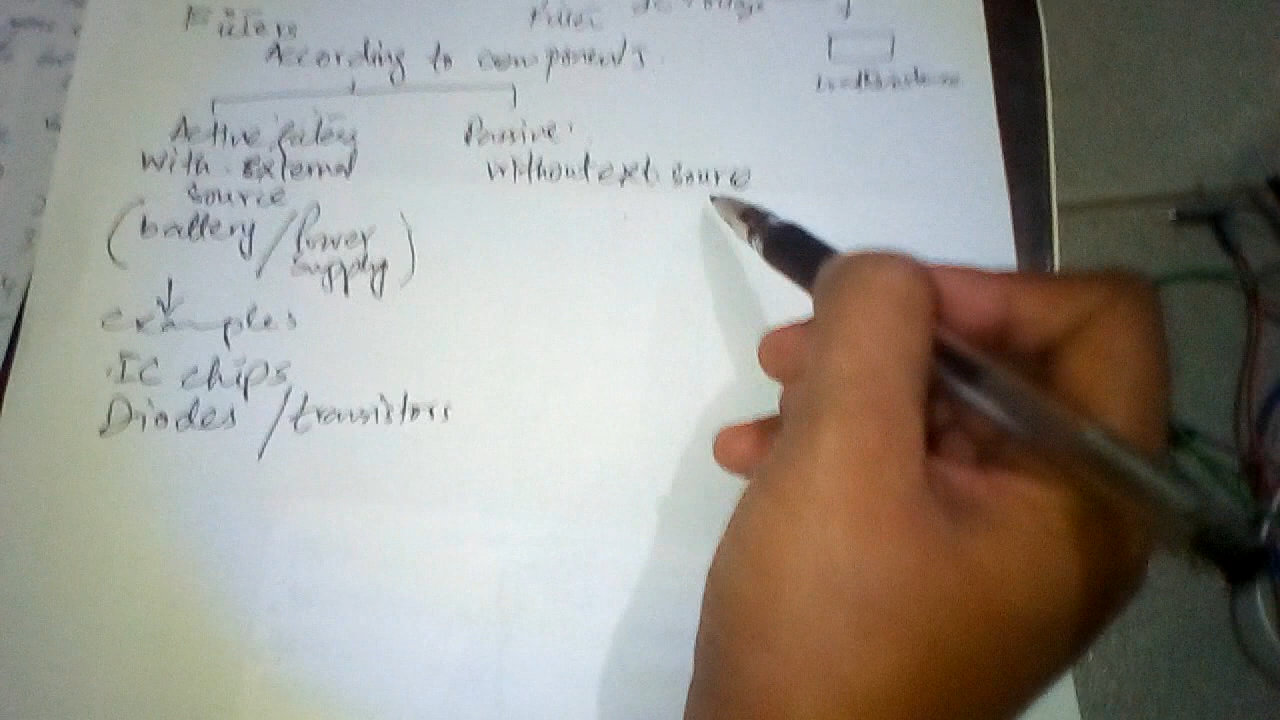 Filters
Filter
According to components
Active filters
With External
source
(battery/Power
supply)
Passive
without ext. source
examples
IC chips
Diodes/transistors